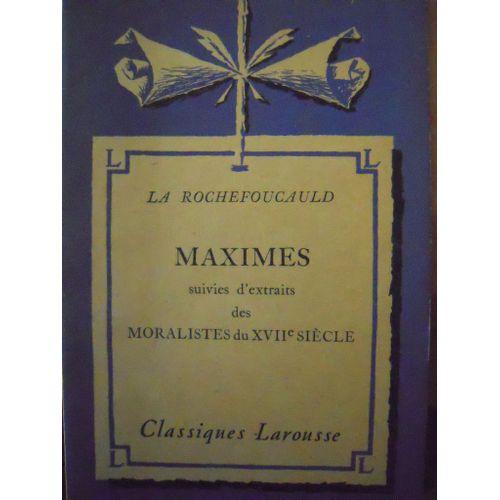 L L
LA ROCHEFOUCAULD
MAXIMES
suivies d'extraits
des
MORALISTES du XVIIe SIÈCLE
Classiques Larousse
L L